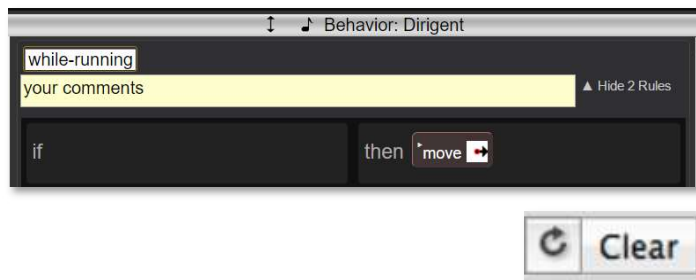 Behavior: Dirigent
while-running
your comments
▲ Hide 2 Rules
if
then move
Clear